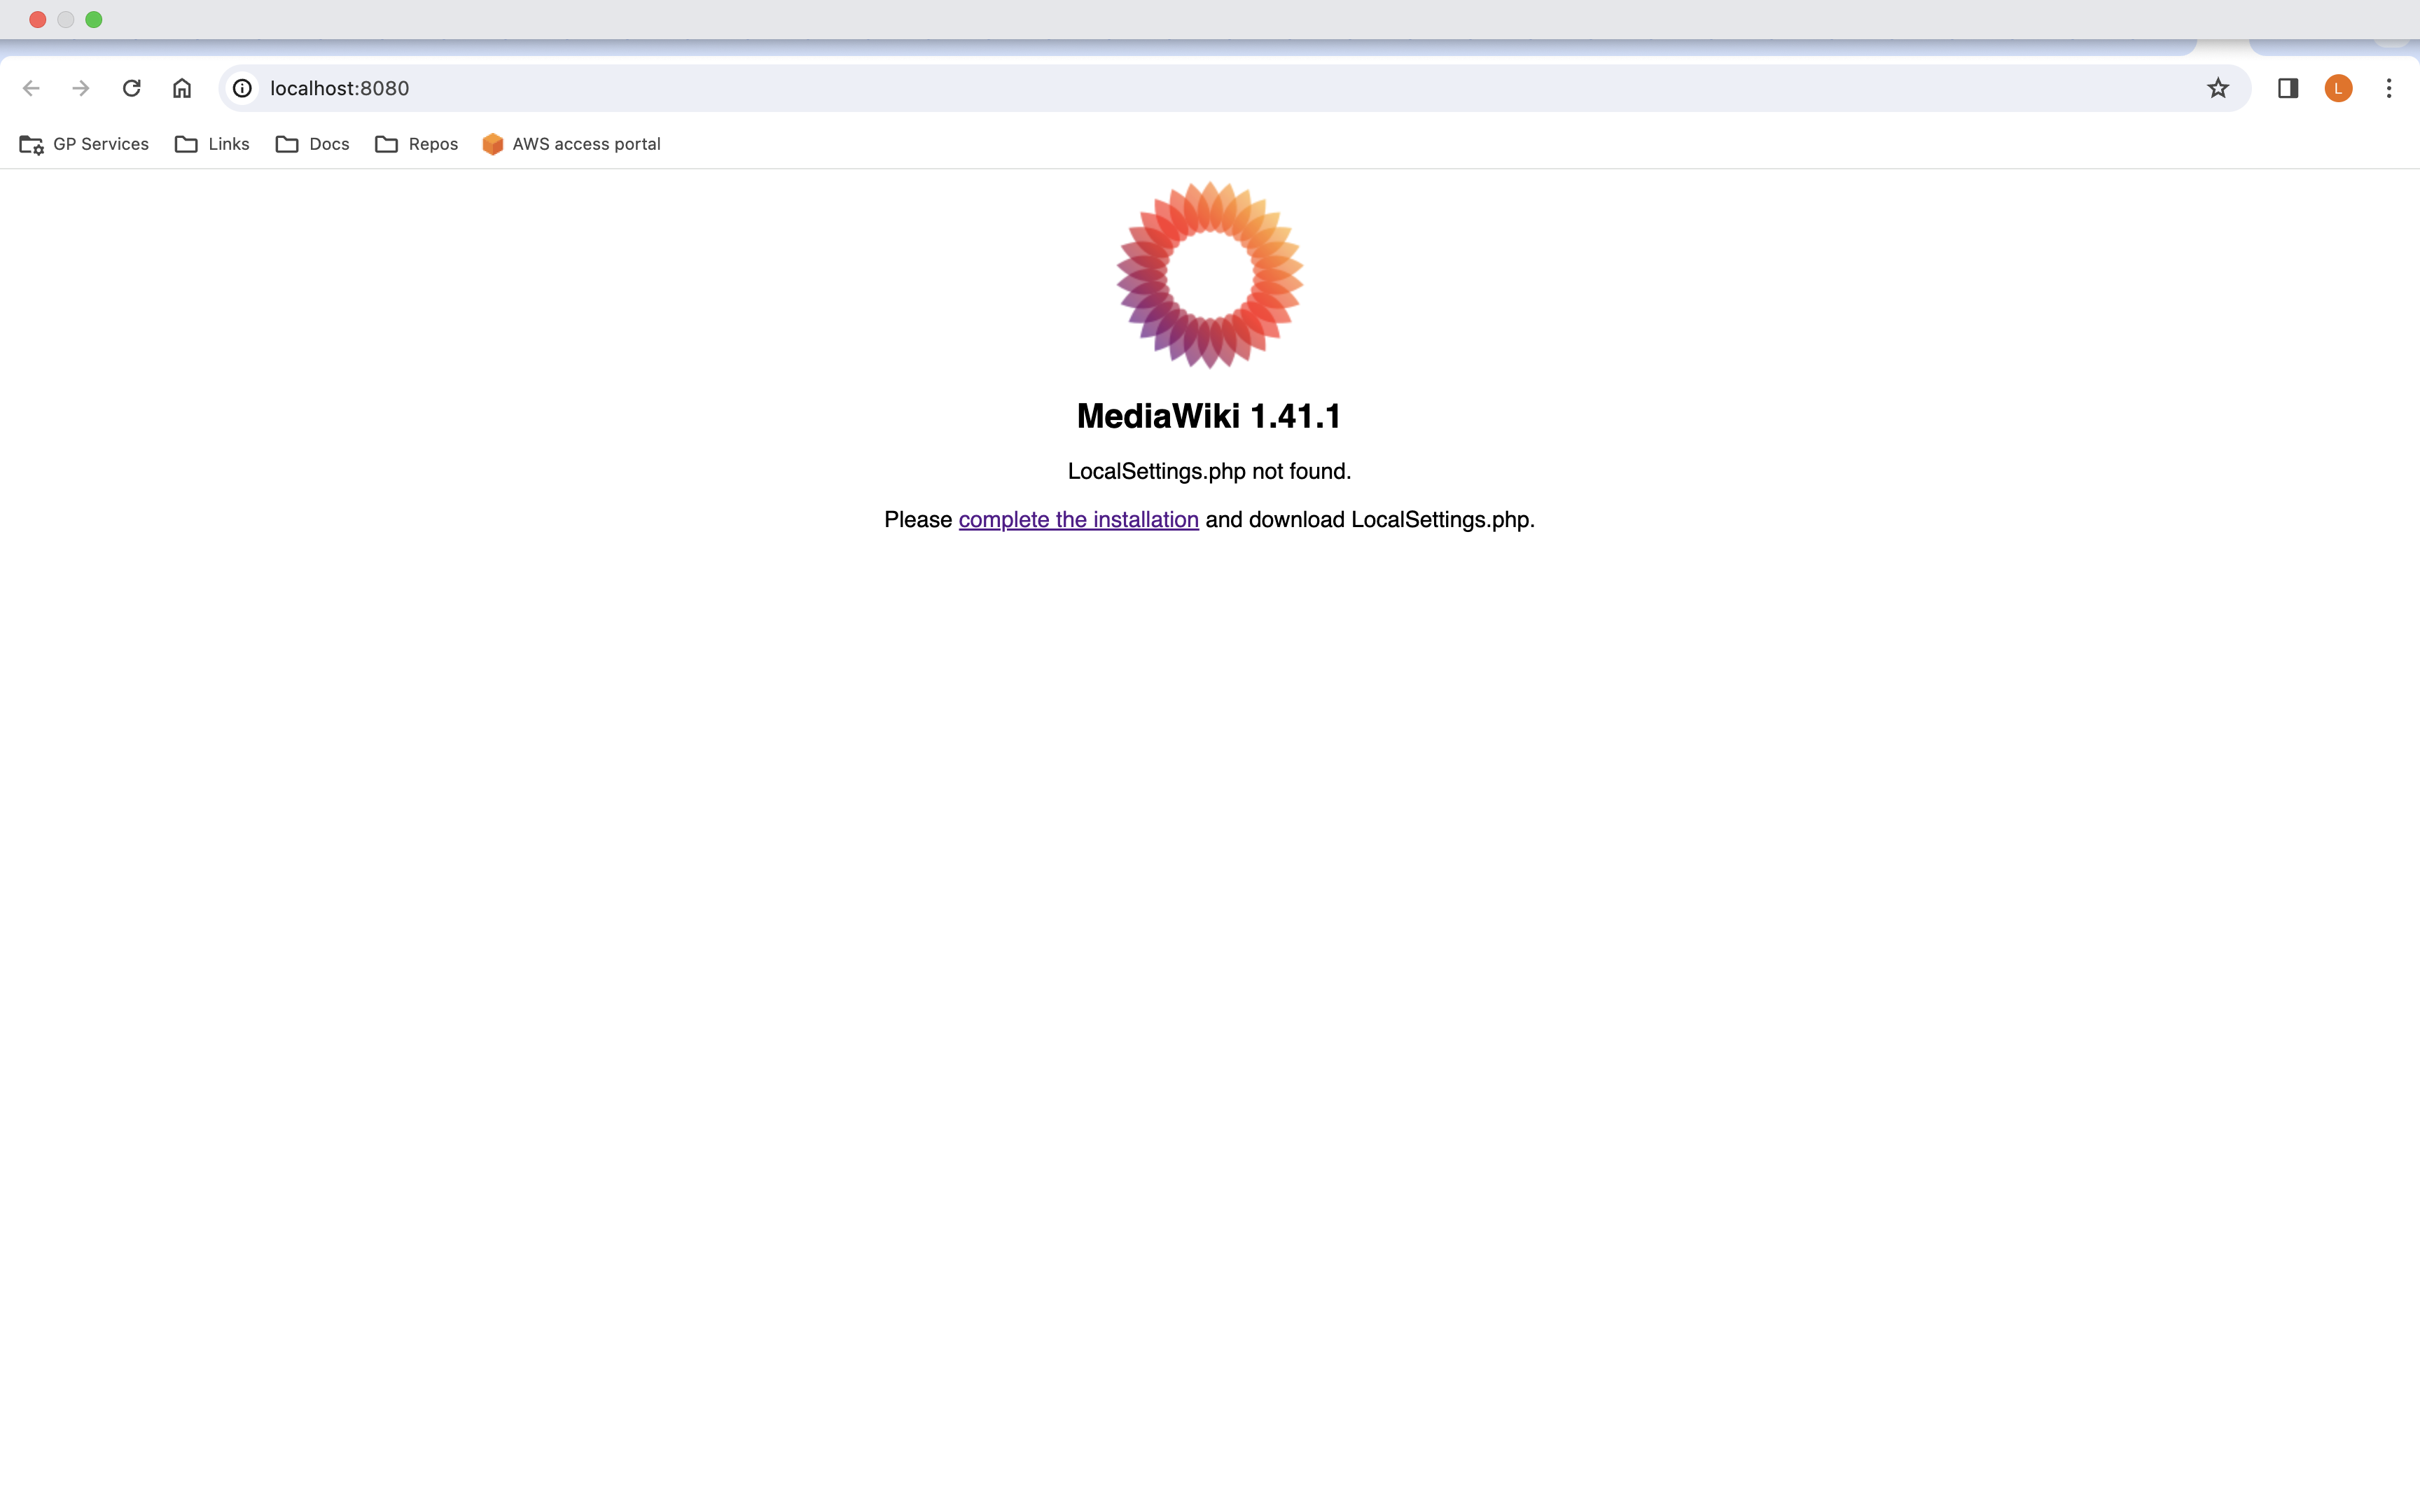 localhost:8080
L
GP Services
Links
Docs
Repos
AWS access portal
MediaWiki 1.41.1
LocalSettings.php not found.
Please complete the installation and download LocalSettings.php.